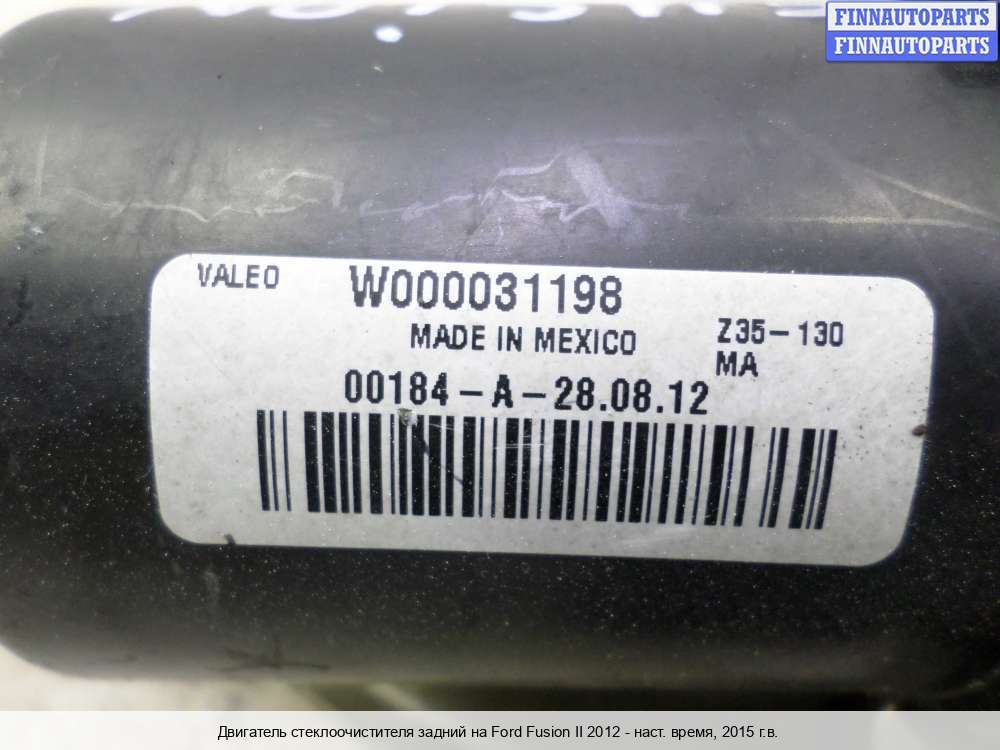 FINNAUTOPARTS
FINNAUTOPARTS
VALEO
W000031198
MADE IN MEXICO
Z35-130
MA
00184-A-28.08.12
Двигатель стеклоочистителя задний на Ford Fusion II 2012 - наст. время, 2015 г.в.